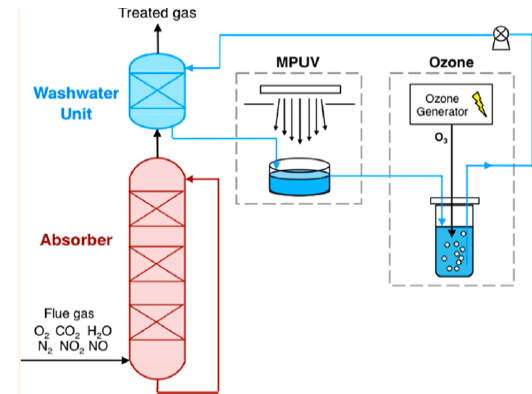 Treated gas
MPUV
Ozone
Washwater
Unit
Ozone
Generator
O₃
Absorber
Flue gas
O₂ CO₂ H₂O
N₂ NO₂ NO